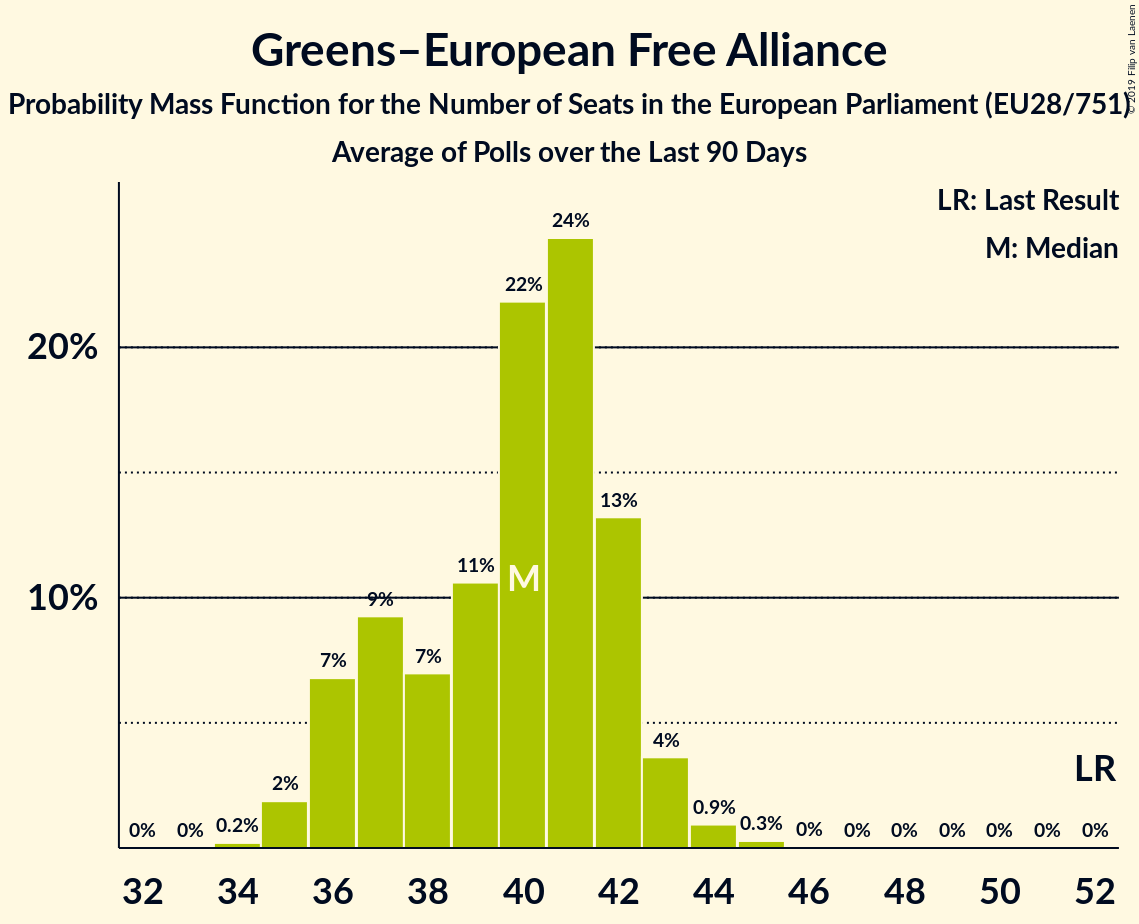 Greens–European Free Alliance
Probability Mass Function for the Number of Seats in the European Parliament (EU28/751)
Average of Polls over the Last 90 Days
© 2019 Filip van Laenen
LR: Last Result
M: Median
24%
22%
20%
13%
11%
M
10%
9%
7%
7%
4%
LR
2%
0% 0% 0.2% 0.9% 0.3% 0% 0% 0% 0% 0% 0% 0%
32 34 36 38 40 42 44 46 48 50 52